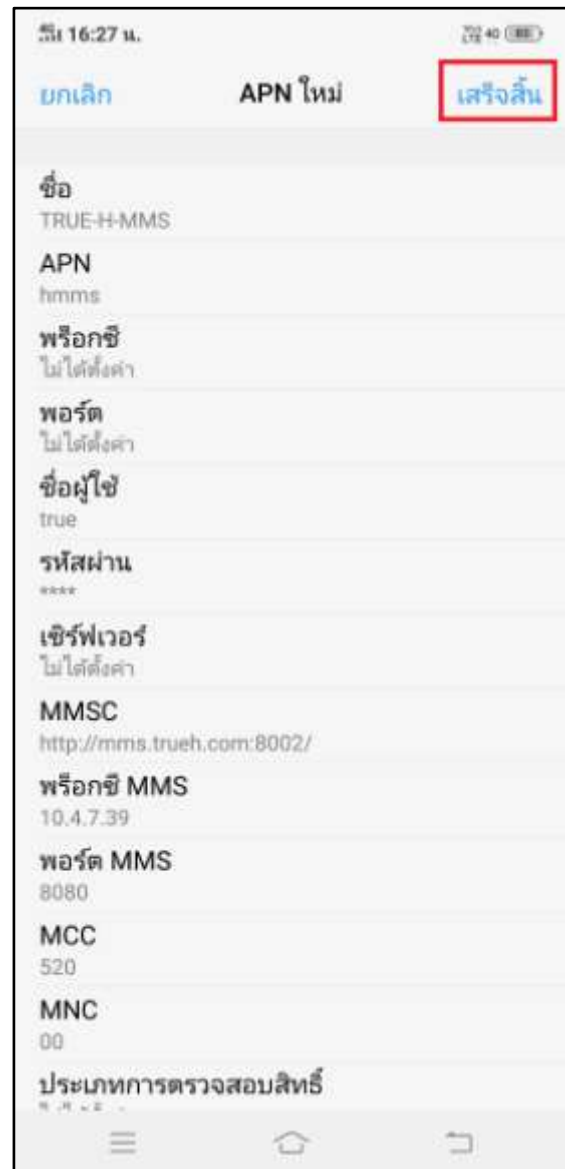 16:27 น.
ยกเลิก APN ใหม่ เสร็จสิ้น
ชื่อ
TRUE-H-MMS
APN
hmms
พร็อกซี
ไม่ได้ตั้งค่า
พอร์ต
ไม่ได้ตั้งค่า
ชื่อผู้ใช้
true
รหัสผ่าน
****
เซิร์ฟเวอร์
ไม่ได้ตั้งค่า
MMSC
http://mms.trueh.com:8002/
พร็อกซี MMS
10.4.7.39
พอร์ต MMS
8080
MCC
520
MNC
00
ประเภทการตรวจสอบสิทธิ์